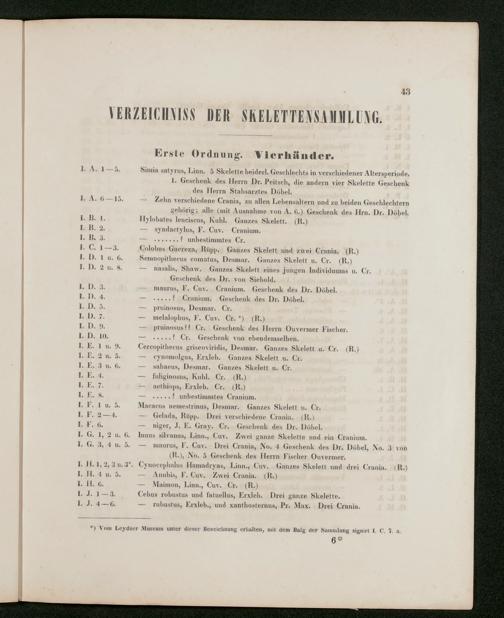 43
VERZEICHNISS DER SKELETTENSAMMLUNG.
Erste Ordnung. Vierhänder.
I. A. 1—5. Simia satyrus, Linn. 5 Skelette beiderl. Geschlechts in verschiedener Altersperiode.
1. Geschenk des Herrn Dr. Peitsch, die andern vier Skelette Geschenk
des Herrn Stabsarztes Döbel.
I. A. 6—15. — Zehn verschiedene Crania, zu allen Lebensaltern und zu beiden Geschlechtern
gehörig; alle (mit Ausnahme von A. 6.) Geschenk des Hrn. Dr. Döbel.
I. B. 1. Hylobates leuciscus, Kuhl. Ganzes Skelett. (R.)
I. B. 2. — syndactylus, F. Cuv. Cranium.
I. B. 3. — .......! unbestimmtes Cr.
I. C. 1—3. Colobus Guereza, Rüpp. Ganzes Skelett und zwei Crania. (R.)
I. D. 1 u. 6. Semnopithecus comatus, Desmar. Ganzes Skelett u. Cr. (R.)
I. D. 2 u. 8. — nasalis, Shaw. Ganzes Skelett eines jungen Individuums u. Cr.
Geschenk des Dr. von Siebold.
I. D. 3. — maurus, F. Cuv. Cranium. Geschenk des Dr. Döbel.
I. D. 4. — .....! Cranium. Geschenk des Dr. Döbel.
I. D. 5. — pruinosus, Desmar. Cr.
I. D. 7. — melalophus, F. Cuv. Cr. *) (R.)
I. D. 9. — pruinosus!! Cr. Geschenk des Herrn Ouvermer Fischer.
I. D. 10. — .....! Cr. Geschenk von ebendemselben.
I. E. 1 u. 9. Cercopithecus griseoviridis, Desmar. Ganzes Skelett u. Cr. (R.)
I. E. 2 u. 5. — cynomolgus, Erxleb. Ganzes Skelett u. Cr.
I. E. 3 u. 6. — sabaeus, Desmar. Ganzes Skelett u. Cr.
I. E. 4. — fuliginosus, Kuhl. Cr. (R.)
I. E. 7. — aethiops, Erxleb. Cr. (R.)
I. E. 8. — .....! unbestimmtes Cranium.
I. F. 1 u. 5. Macacus nemestrinus, Desmar. Ganzes Skelett u. Cr.
I. F. 2—4. — Gelada, Rüpp. Drei verschiedene Crania. (R.)
I. F. 6. — niger, J. E. Gray. Cr. Geschenk des Dr. Döbel.
I. G. 1, 2 u. 6. Inuus silvanus, Linn., Cuv. Zwei ganze Skelette und ein Cranium.
I. G. 3, 4 u. 5. — maurus, F. Cuv. Drei Crania, No. 4 Geschenk des Dr. Döbel, No. 3 von
(R.), No. 5 Geschenk des Herrn Fischer Ouvermer.
I. H. 1, 2, 3 u. 3*. Cynocephalus Hamadryas, Linn., Cuv. Ganzes Skelett und drei Crania. (R.)
I. H. 4 u. 5. — Anubis, F. Cuv. Zwei Crania. (R.)
I. H. 6. — Maimon, Linn., Cuv. Cr. (R.)
I. J. 1—3. Cebus robustus und fatuellus, Erxleb. Drei ganze Skelette.
I. J. 4—6. — robustus, Erxleb., und xanthosternus, Pr. Max. Drei Crania.
*) Vom Leydner Museum unter dieser Bezeichnung erhalten, mit dem Balg der Sammlung signirt I. C. 7. a.
6*